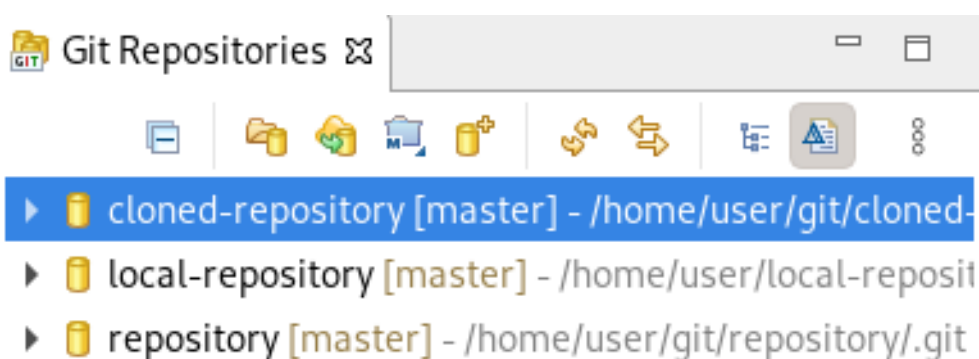 GIT Git Repositories
M
cloned-repository [master] - /home/user/git/cloned-
local-repository [master] - /home/user/local-reposit
repository [master] - /home/user/git/repository/.git